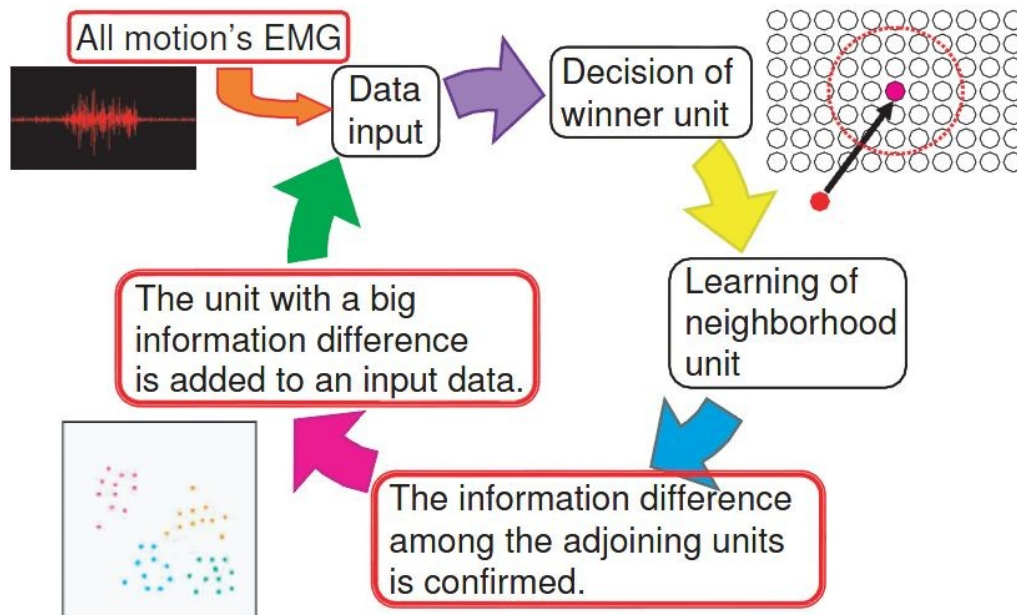 All motion's EMG
Data
input
Decision of
winner unit
Learning of
neighborhood
unit
The information difference
among the adjoining units
is confirmed.
The unit with a big
information difference
is added to an input data.